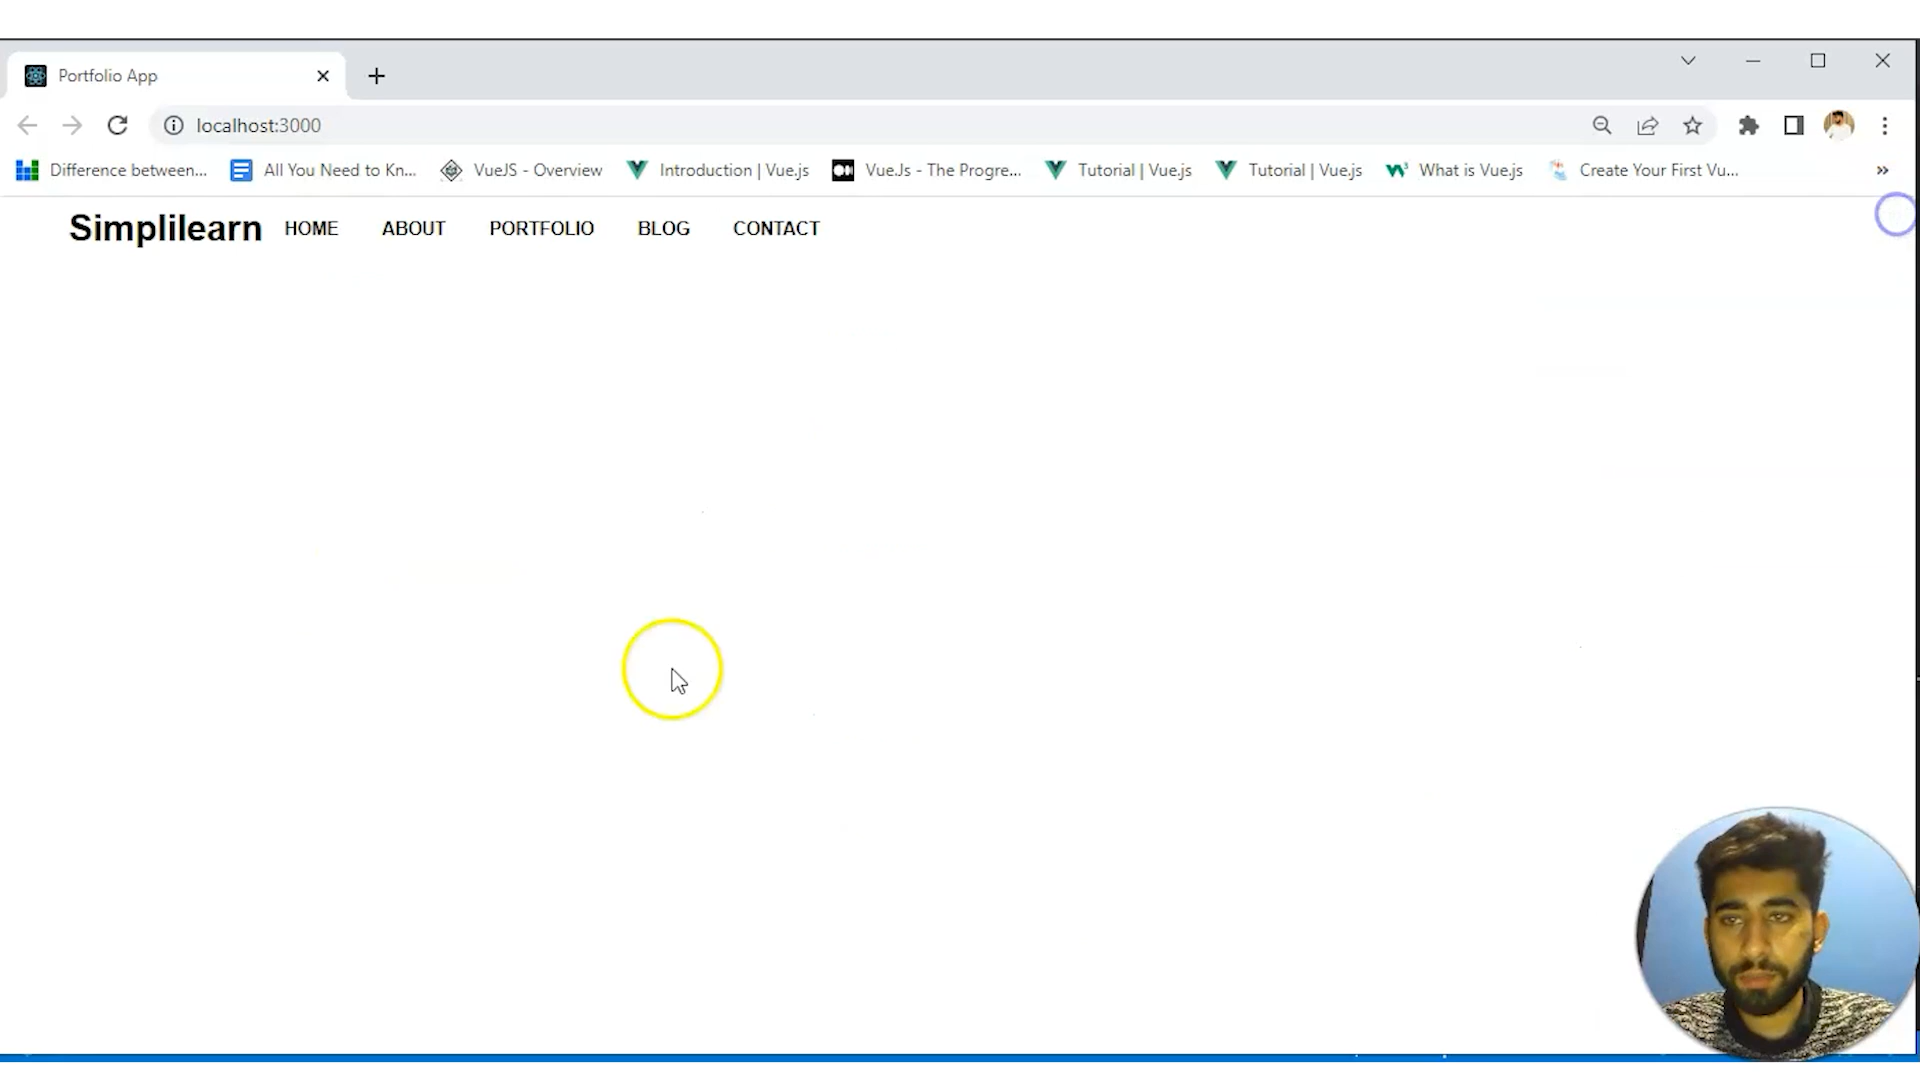 Portfolio App
localhost:3000
Difference between... All You Need to Kn... VueJS - Overview Introduction | Vue.js Vue.Js - The Progre... Tutorial | Vue.js Tutorial | Vue.js What is Vue.js Create Your First Vu... »
Simplilearn HOME ABOUT PORTFOLIO BLOG CONTACT